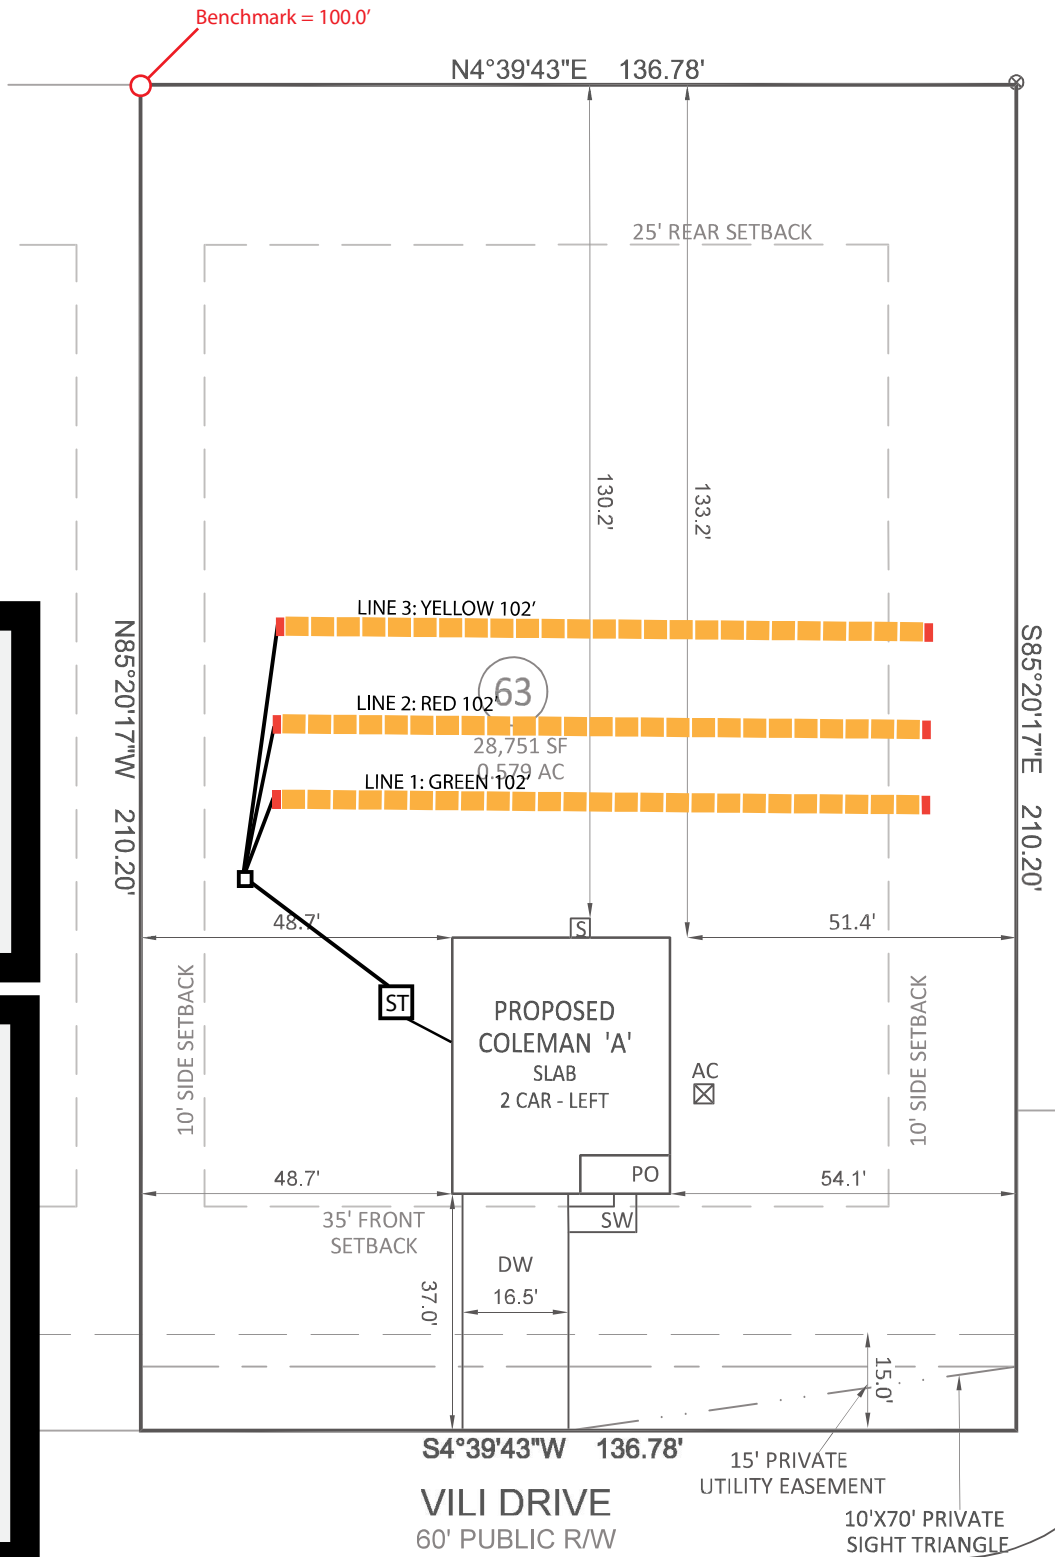 Benchmark = 100.0’
N4°39'43"E 136.78'
25' REAR SETBACK
130.2'
133.2'
LINE 3: YELLOW 102’
N85°20'17"W 210.20'
S85°20'17"E 210.20'
63
LINE 2: RED 102’
28,751 SF
0.579 AC
LINE 1: GREEN 102’
48.7'
S
51.4'
ST
PROPOSED
COLEMAN 'A'
SLAB
2 CAR - LEFT
AC
10' SIDE SETBACK
10' SIDE SETBACK
PO
48.7'
54.1'
35' FRONT
SETBACK
SW
DW
16.5'
37.0'
15.0'
S4°39'43"W 136.78'
15' PRIVATE
UTILITY EASEMENT
VILI DRIVE
60' PUBLIC R/W
10'X70' PRIVATE
SIGHT TRIANGLE